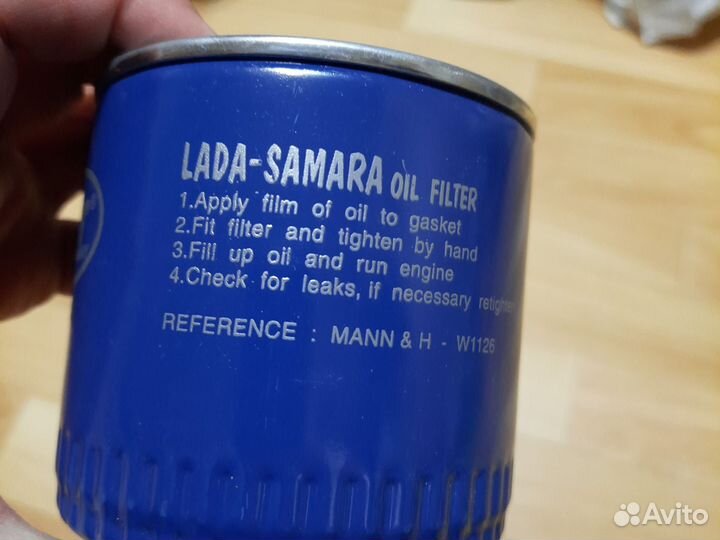 LADA-SAMARA OIL FILTER
1.Apply film of oil to gasket
2.Fit filter and tighten by hand
3.Fill up oil and run engine
4.Check for leaks, if necessary retighten
REFERENCE : MANN & H - W1126
Avito